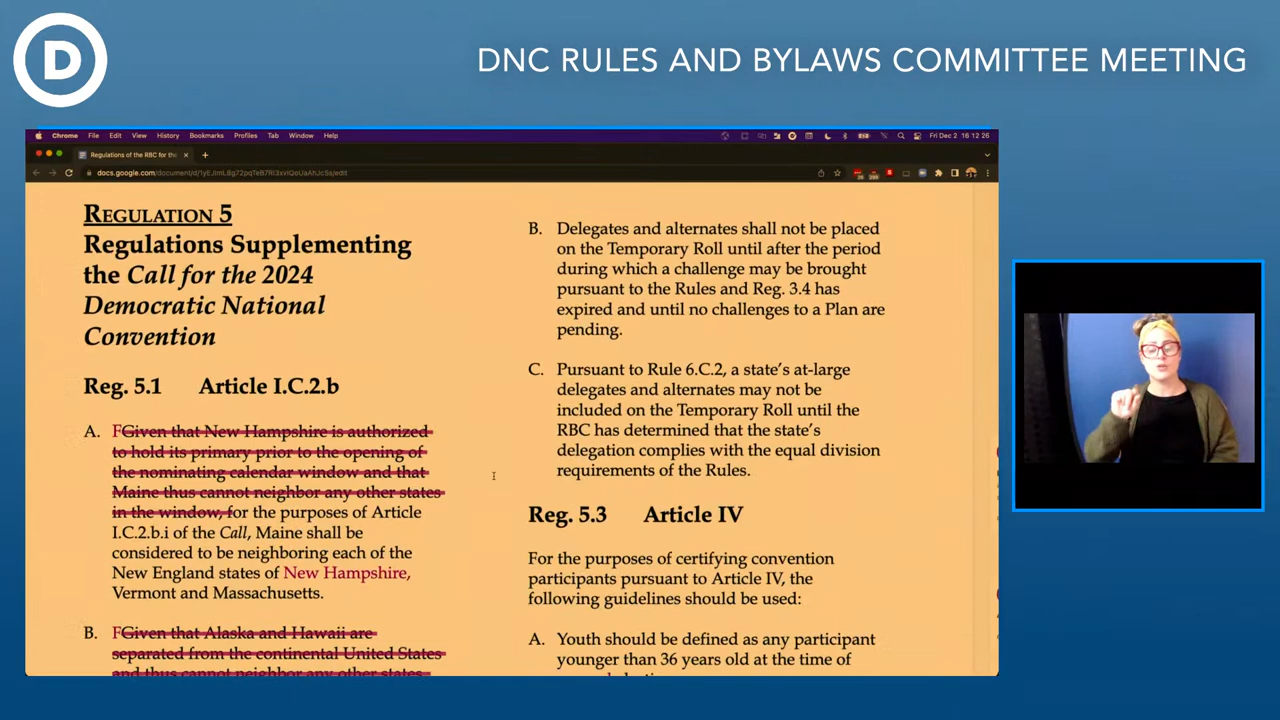 D
DNC RULES AND BYLAWS COMMITTEE MEETING
Chrome File Edit View History Bookmarks Profiles Tab Window Help
Fri Dec 2 16 12 26
Regulations of the RBC for the
REGULATION 5
Regulations Supplementing
the Call for the 2024
Democratic National
Convention
Reg. 5.1 Article I.C.2.b
A. FGiven that New Hampshire is authorized
to hold its primary prior to the opening of
the nominating calendar window and that
Maine thus cannot neighbor any other states
in the window, for the purposes of Article
I.C.2.b.i of the Call, Maine shall be
considered to be neighboring each of the
New England states of New Hampshire,
Vermont and Massachusetts.
B. FGiven that Alaska and Hawaii are
separated from the continental United States
and thus cannot neighbor any other states
B. Delegates and alternates shall not be placed
on the Temporary Roll until after the period
during which a challenge may be brought
pursuant to the Rules and Reg. 3.4 has
expired and until no challenges to a Plan are
pending.
C. Pursuant to Rule 6.C.2, a state's at-large
delegates and alternates may not be
included on the Temporary Roll until the
RBC has determined that the state's
delegation complies with the equal division
requirements of the Rules.
Reg. 5.3 Article IV
For the purposes of certifying convention
participants pursuant to Article IV, the
following guidelines should be used:
A. Youth should be defined as any participant
younger than 36 years old at the time of